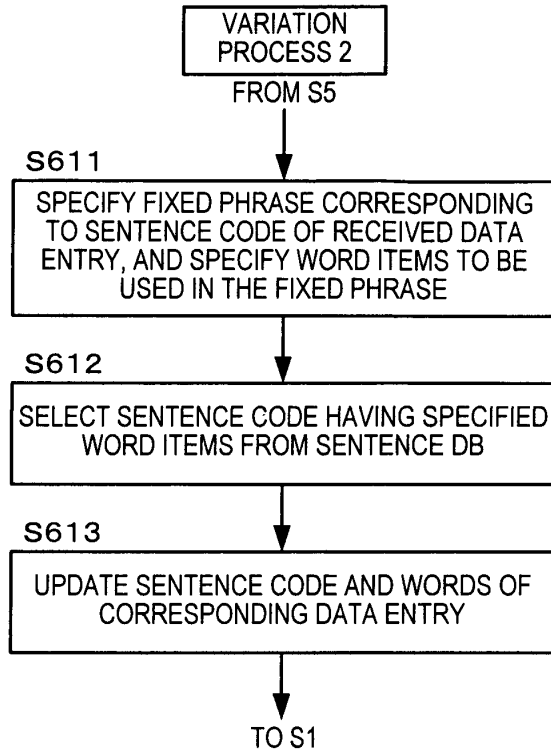 VARIATION
PROCESS 2
FROM S5
S611
SPECIFY FIXED PHRASE CORRESPONDING
TO SENTENCE CODE OF RECEIVED DATA
ENTRY, AND SPECIFY WORD ITEMS TO BE
USED IN THE FIXED PHRASE
S612
SELECT SENTENCE CODE HAVING SPECIFIED
WORD ITEMS FROM SENTENCE DB
S613
UPDATE SENTENCE CODE AND WORDS OF
CORRESPONDING DATA ENTRY
TO S1